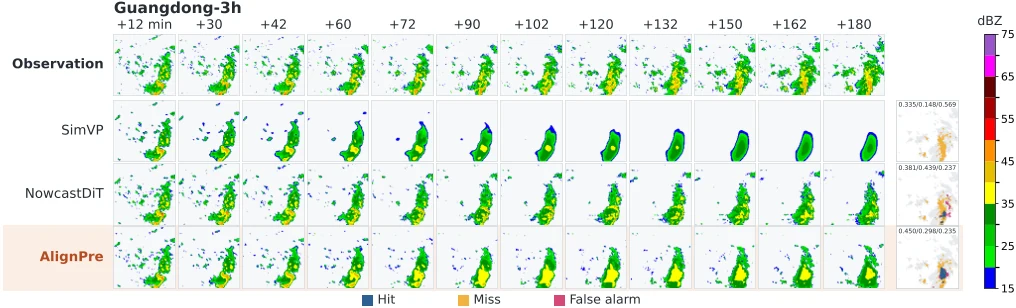 Guangdong-3h
+12 min +30 +42 +60 +72 +90 +102 +120 +132 +150 +162 +180 dBZ
Observation
SimVP 0.335/0.148/0.569
NowcastDiT 0.381/0.439/0.237
AlignPre 0.450/0.298/0.235
75
65
55
45
35
25
15
Hit Miss False alarm